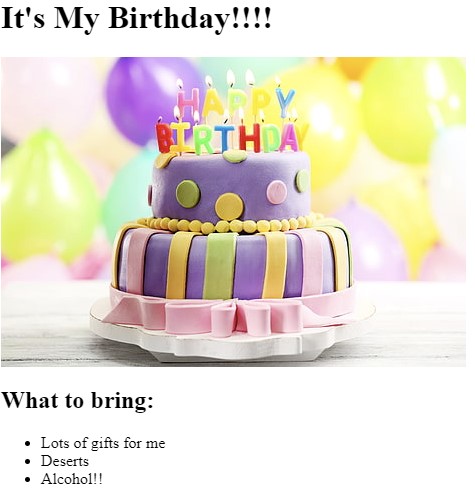 It's My Birthday!!!!
HAPPY
BIRTHDAY
What to bring:
Lots of gifts for me
Deserts
Alcohol!!